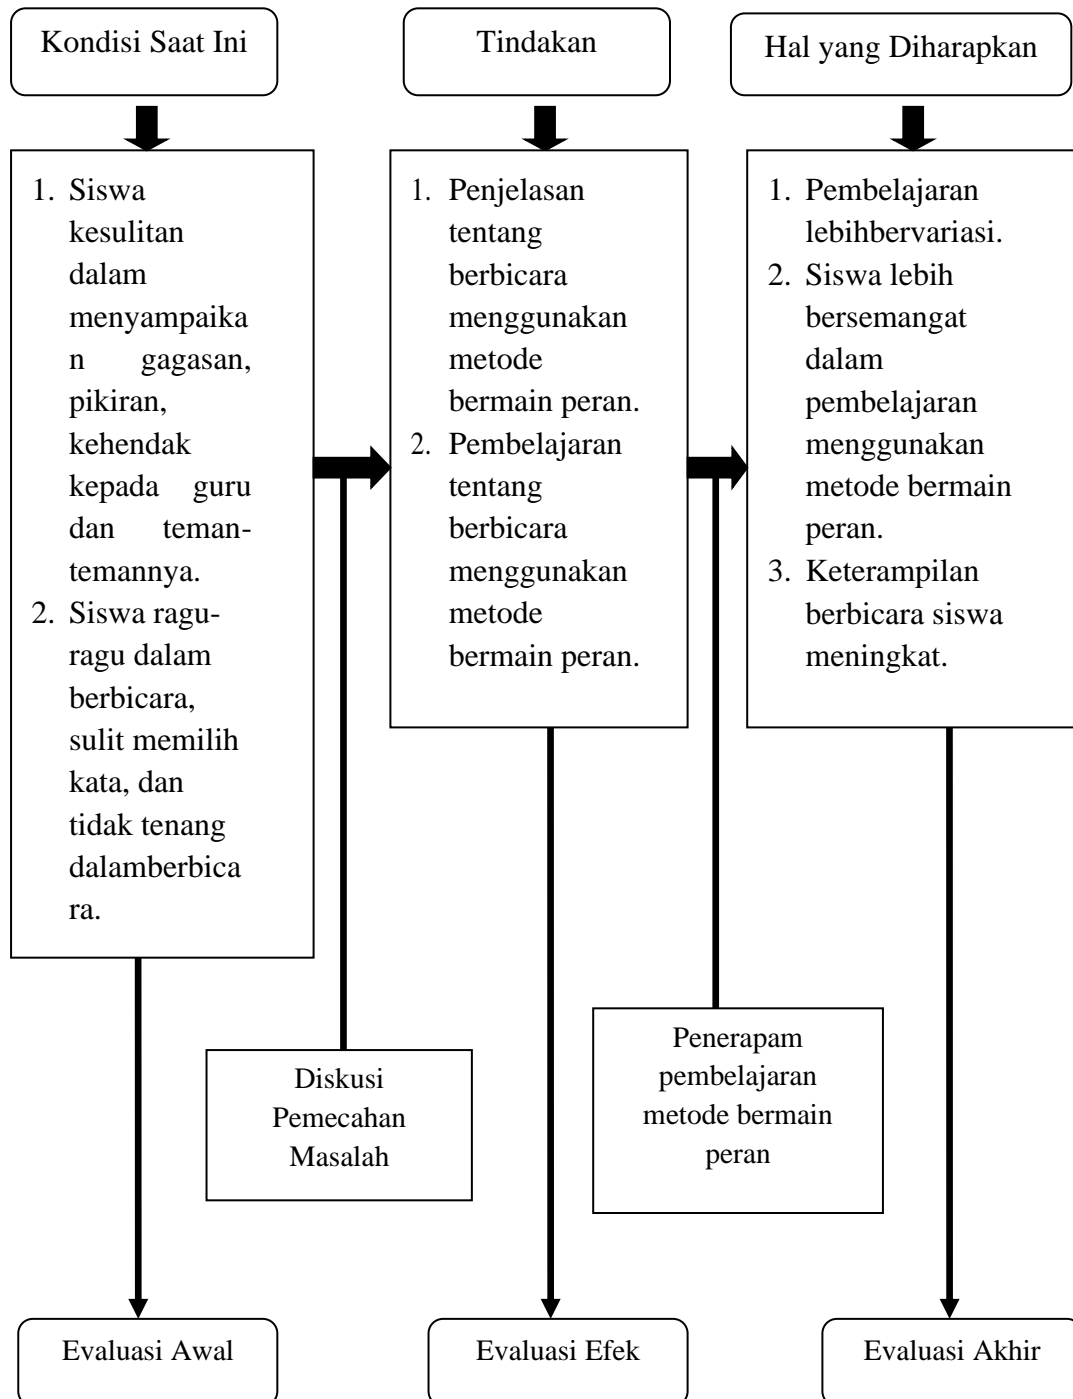 Kondisi Saat Ini
Tindakan
Hal yang Diharapkan
1. Siswa
kesulitan
dalam
menyampaika
n gagasan,
pikiran,
kehendak
kepada guru
dan teman-
temannya.
2. Siswa ragu-
ragu dalam
berbicara,
sulit memilih
kata, dan
tidak tenang
dalamberbica
ra.
1. Penjelasan
tentang
berbicara
menggunakan
metode
bermain peran.
2. Pembelajaran
tentang
berbicara
menggunakan
metode
bermain peran.
1. Pembelajaran
lebihbervariasi.
2. Siswa lebih
bersemangat
dalam
pembelajaran
menggunakan
metode bermain
peran.
3. Keterampilan
berbicara siswa
meningkat.
Diskusi
Pemecahan
Masalah
Penerapam
pembelajaran
metode bermain
peran
Evaluasi Awal
Evaluasi Efek
Evaluasi Akhir